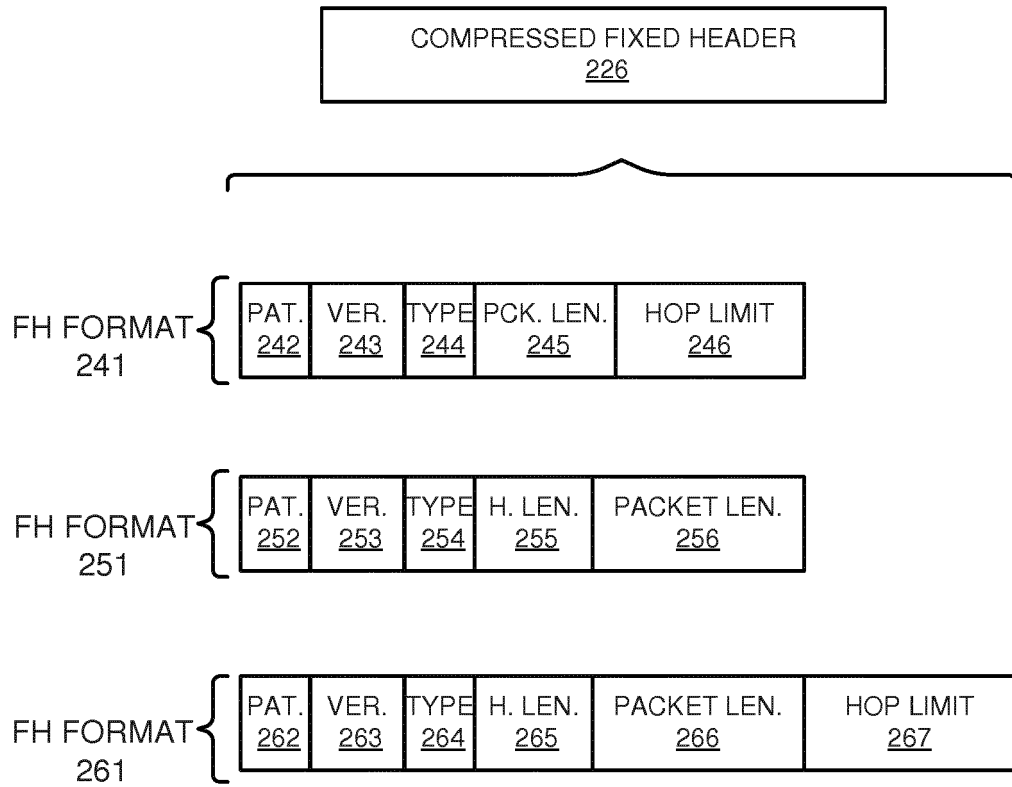 COMPRESSED FIXED HEADER
226
FH FORMAT
241
PAT. VER. TYPE PCK. LEN. HOP LIMIT
242 243 244 245 246
FH FORMAT
251
PAT. VER. TYPE H. LEN. PACKET LEN.
252 253 254 255 256
FH FORMAT
261
PAT. VER. TYPE H. LEN. PACKET LEN. HOP LIMIT
262 263 264 265 266 267